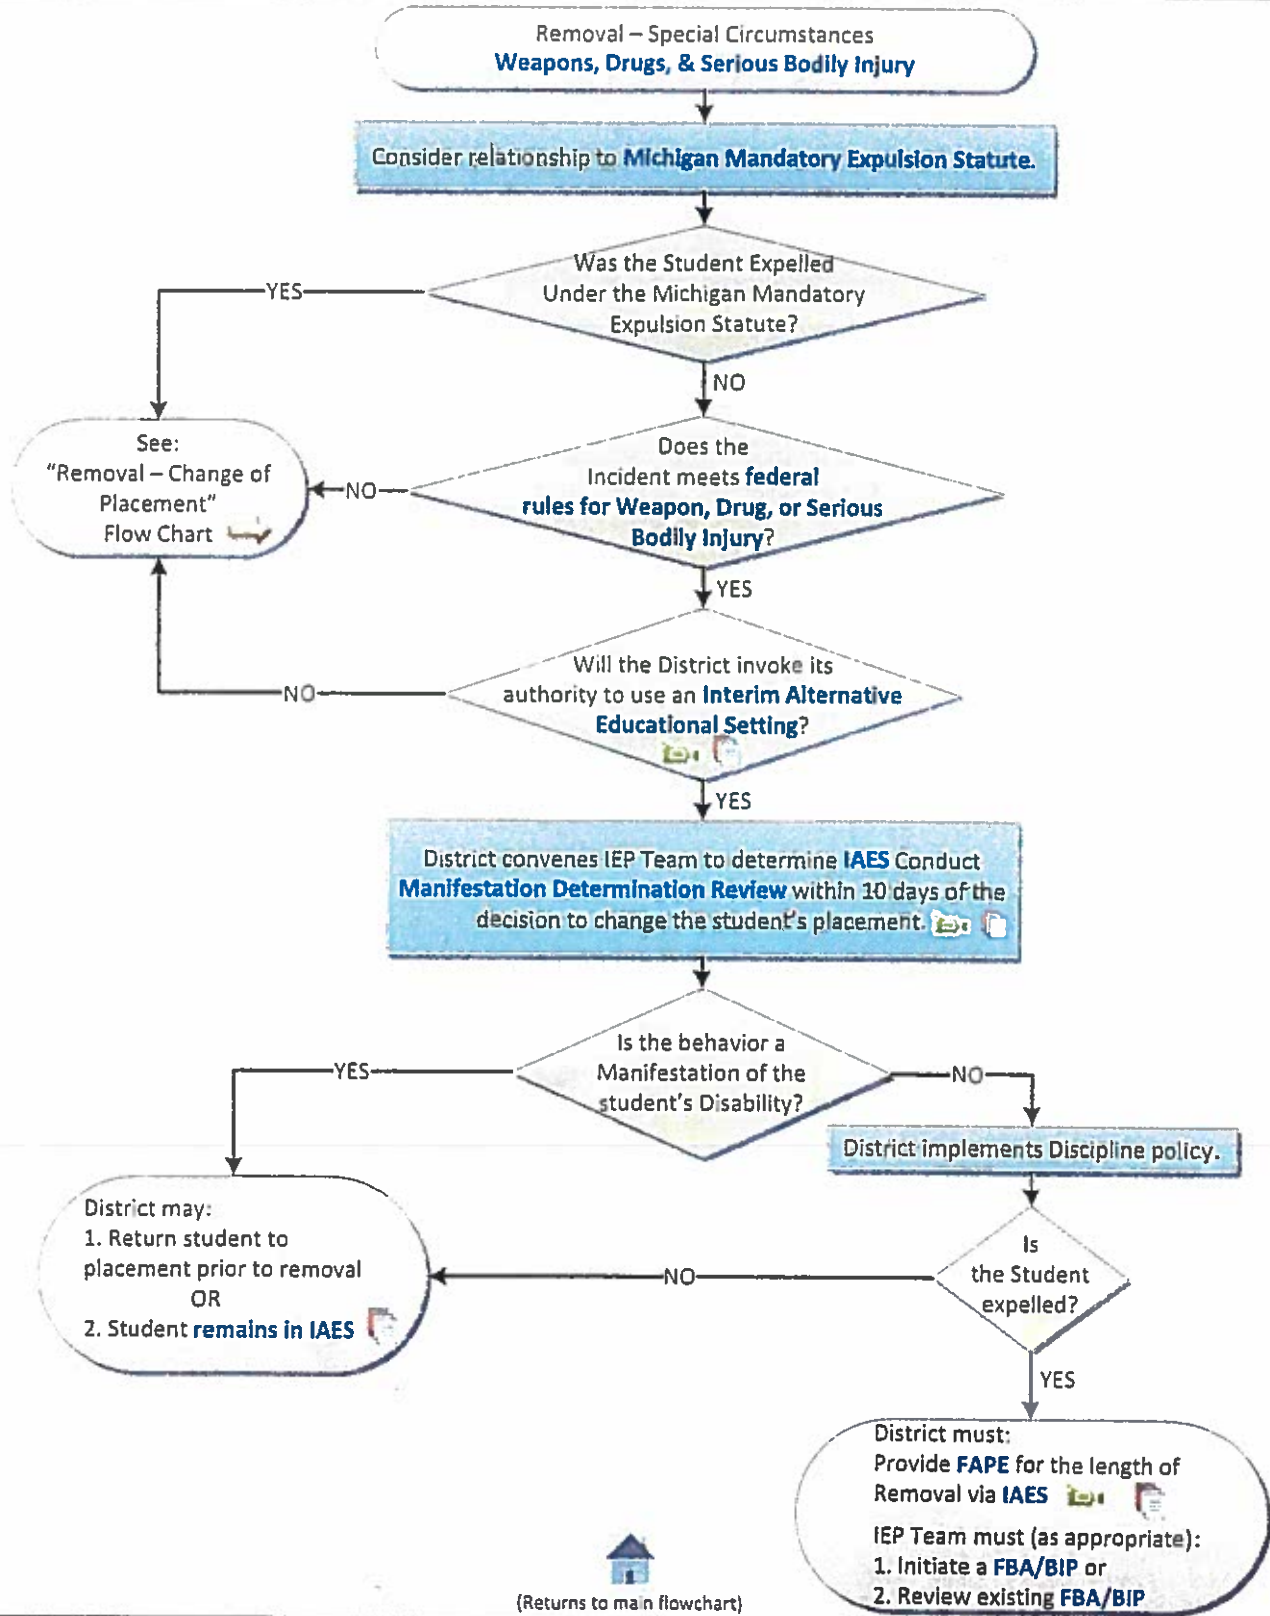 Removal – Special Circumstances
Weapons, Drugs, & Serious Bodily Injury
Consider relationship to Michigan Mandatory Expulsion Statute.
Was the Student Expelled
Under the Michigan Mandatory
Expulsion Statute?
YES
NO
See:
"Removal – Change of
Placement"
Flow Chart
NO
Does the
Incident meets federal
rules for Weapon, Drug, or Serious
Bodily Injury?
YES
Will the District invoke its
authority to use an Interim Alternative
Educational Setting?
NO
YES
District convenes IEP Team to determine IAES Conduct
Manifestation Determination Review within 10 days of the
decision to change the student's placement.
Is the behavior a
Manifestation of the
student's Disability?
YES
NO
District implements Discipline policy.
District may:
1. Return student to
placement prior to removal
OR
2. Student remains in IAES
NO
Is
the Student
expelled?
YES
District must:
Provide FAPE for the length of
Removal via IAES
IEP Team must (as appropriate):
1. Initiate a FBA/BIP or
2. Review existing FBA/BIP
(Returns to main flowchart)